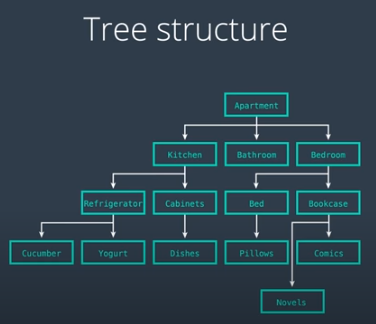 Tree structure
Apartment
Kitchen Bathroom Bedroom
Refrigerator Cabinets Bed Bookcase
Cucumber Yogurt Dishes Pillows Comics
Novels